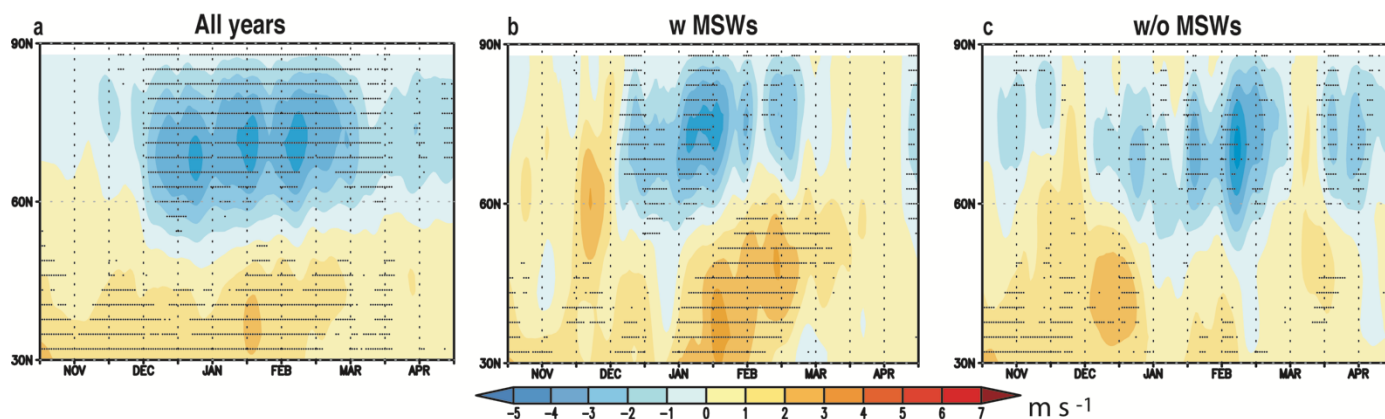 a All years
90N
60N
30N
NOV DEC JAN FEB MAR APR
b w MSWs
90N
60N
30N
NOV DEC JAN FEB MAR APR
c w/o MSWs
90N
60N
30N
NOV DEC JAN FEB MAR APR
-5 -4 -3 -2 -1 0 1 2 3 4 5 6 7 m s -1